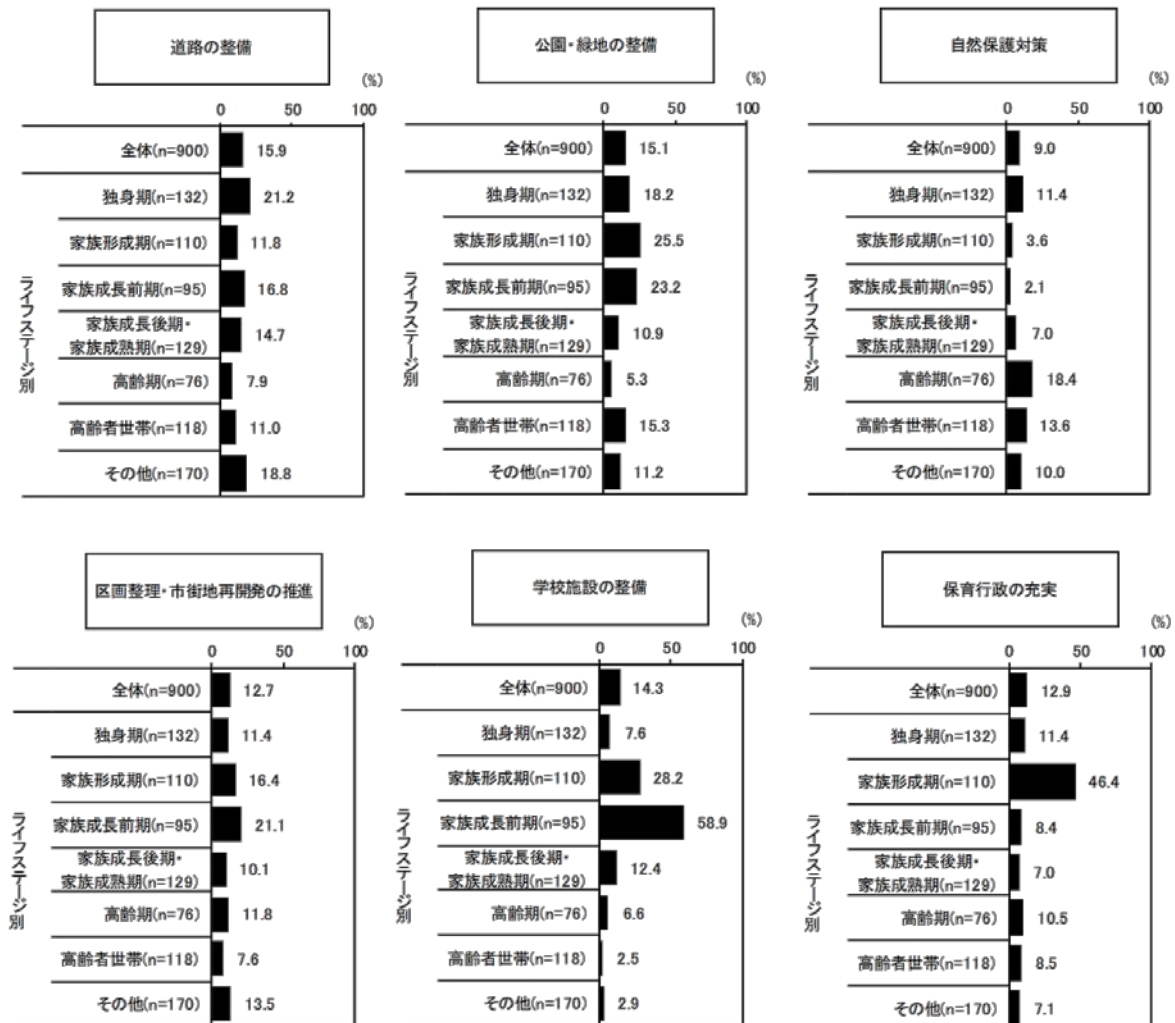 道路の整備
(%)
0 50 100
全体(n=900) 15.9
独身期(n=132) 21.2
家族形成期(n=110) 11.8
家族成長前期(n=95) 16.8
家族成長後期・
家族成熟期(n=129) 14.7
高齢期(n=76) 7.9
高齢者世帯(n=118) 11.0
その他(n=170) 18.8
ライフステージ別
公園・緑地の整備
(%)
0 50 100
全体(n=900) 15.1
独身期(n=132) 18.2
家族形成期(n=110) 25.5
家族成長前期(n=95) 23.2
家族成長後期・
家族成熟期(n=129) 10.9
高齢期(n=76) 5.3
高齢者世帯(n=118) 15.3
その他(n=170) 11.2
ライフステージ別
自然保護対策
(%)
0 50 100
全体(n=900) 9.0
独身期(n=132) 11.4
家族形成期(n=110) 3.6
家族成長前期(n=95) 2.1
家族成長後期・
家族成熟期(n=129) 7.0
高齢期(n=76) 18.4
高齢者世帯(n=118) 13.6
その他(n=170) 10.0
ライフステージ別
区画整理・市街地再開発の推進
(%)
0 50 100
全体(n=900) 12.7
独身期(n=132) 11.4
家族形成期(n=110) 16.4
家族成長前期(n=95) 21.1
家族成長後期・
家族成熟期(n=129) 10.1
高齢期(n=76) 11.8
高齢者世帯(n=118) 7.6
その他(n=170) 13.5
ライフステージ別
学校施設の整備
(%)
0 50 100
全体(n=900) 14.3
独身期(n=132) 7.6
家族形成期(n=110) 28.2
家族成長前期(n=95) 58.9
家族成長後期・
家族成熟期(n=129) 12.4
高齢期(n=76) 6.6
高齢者世帯(n=118) 2.5
その他(n=170) 2.9
ライフステージ別
保育行政の充実
(%)
0 50 100
全体(n=900) 12.9
独身期(n=132) 11.4
家族形成期(n=110) 46.4
家族成長前期(n=95) 8.4
家族成長後期・
家族成熟期(n=129) 7.0
高齢期(n=76) 10.5
高齢者世帯(n=118) 8.5
その他(n=170) 7.1
ライフステージ別